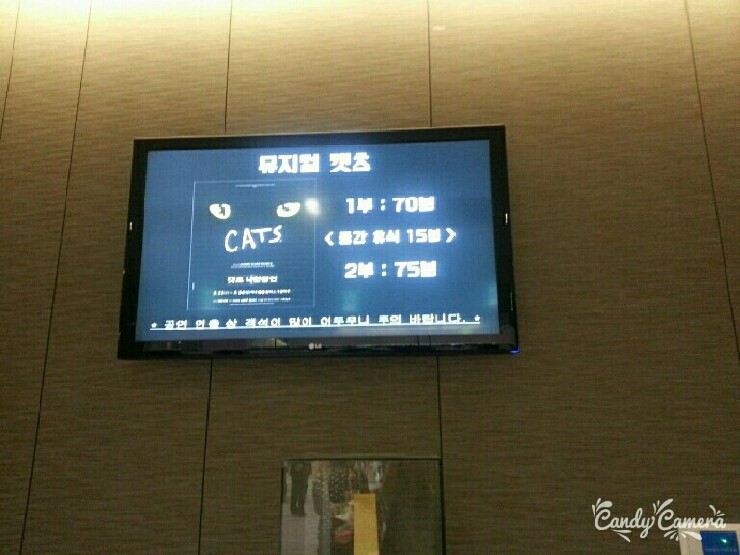 뮤지컬 캣츠
CATS
1부 : 70분
< 중간 휴식 15분 >
2부 : 75분
* 공연 연출 상 객석이 많이 어두우니 주의 바랍니다. *
LG
Candy Camera